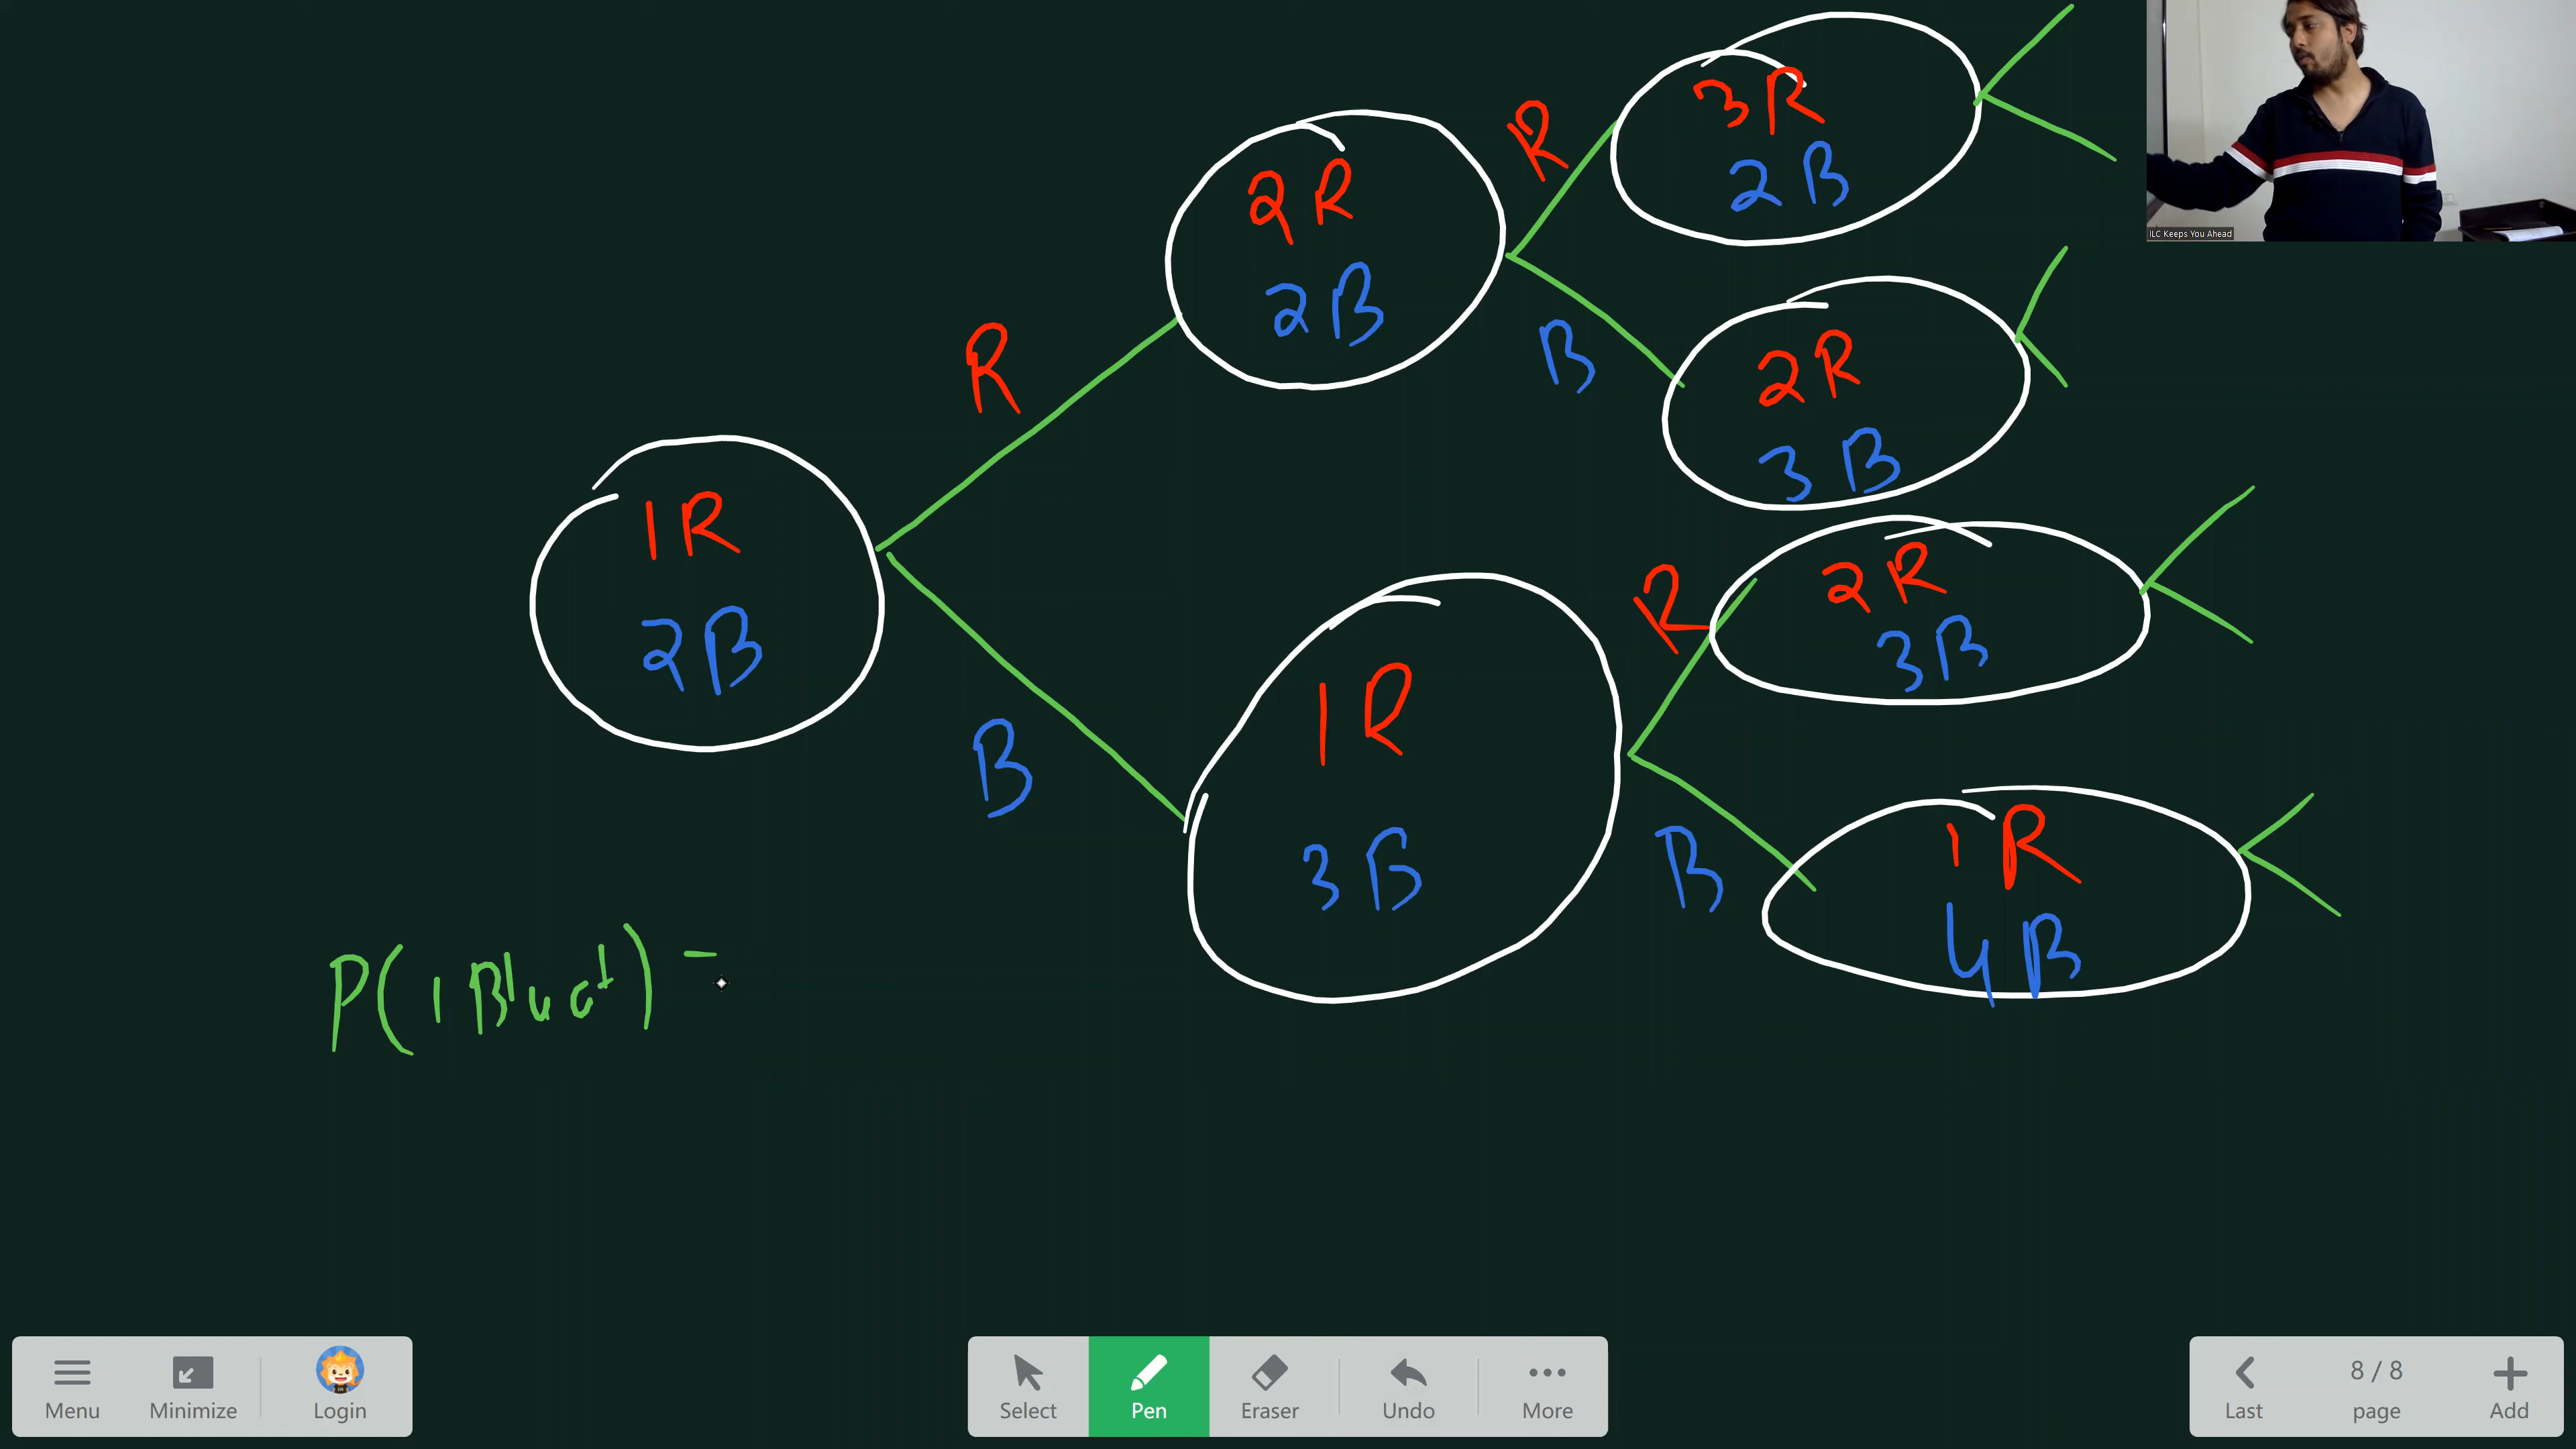 3R
2B
R
2R
2B
B
2R
3B
R
1R
2B
R
2R
3B
B
1R
3B
B
1R
4B
P(1 Blue) =
ILC Keeps You Ahead
Menu
Minimize
Login
Select
Pen
Eraser
Undo
More
Last
8 / 8
page
Add